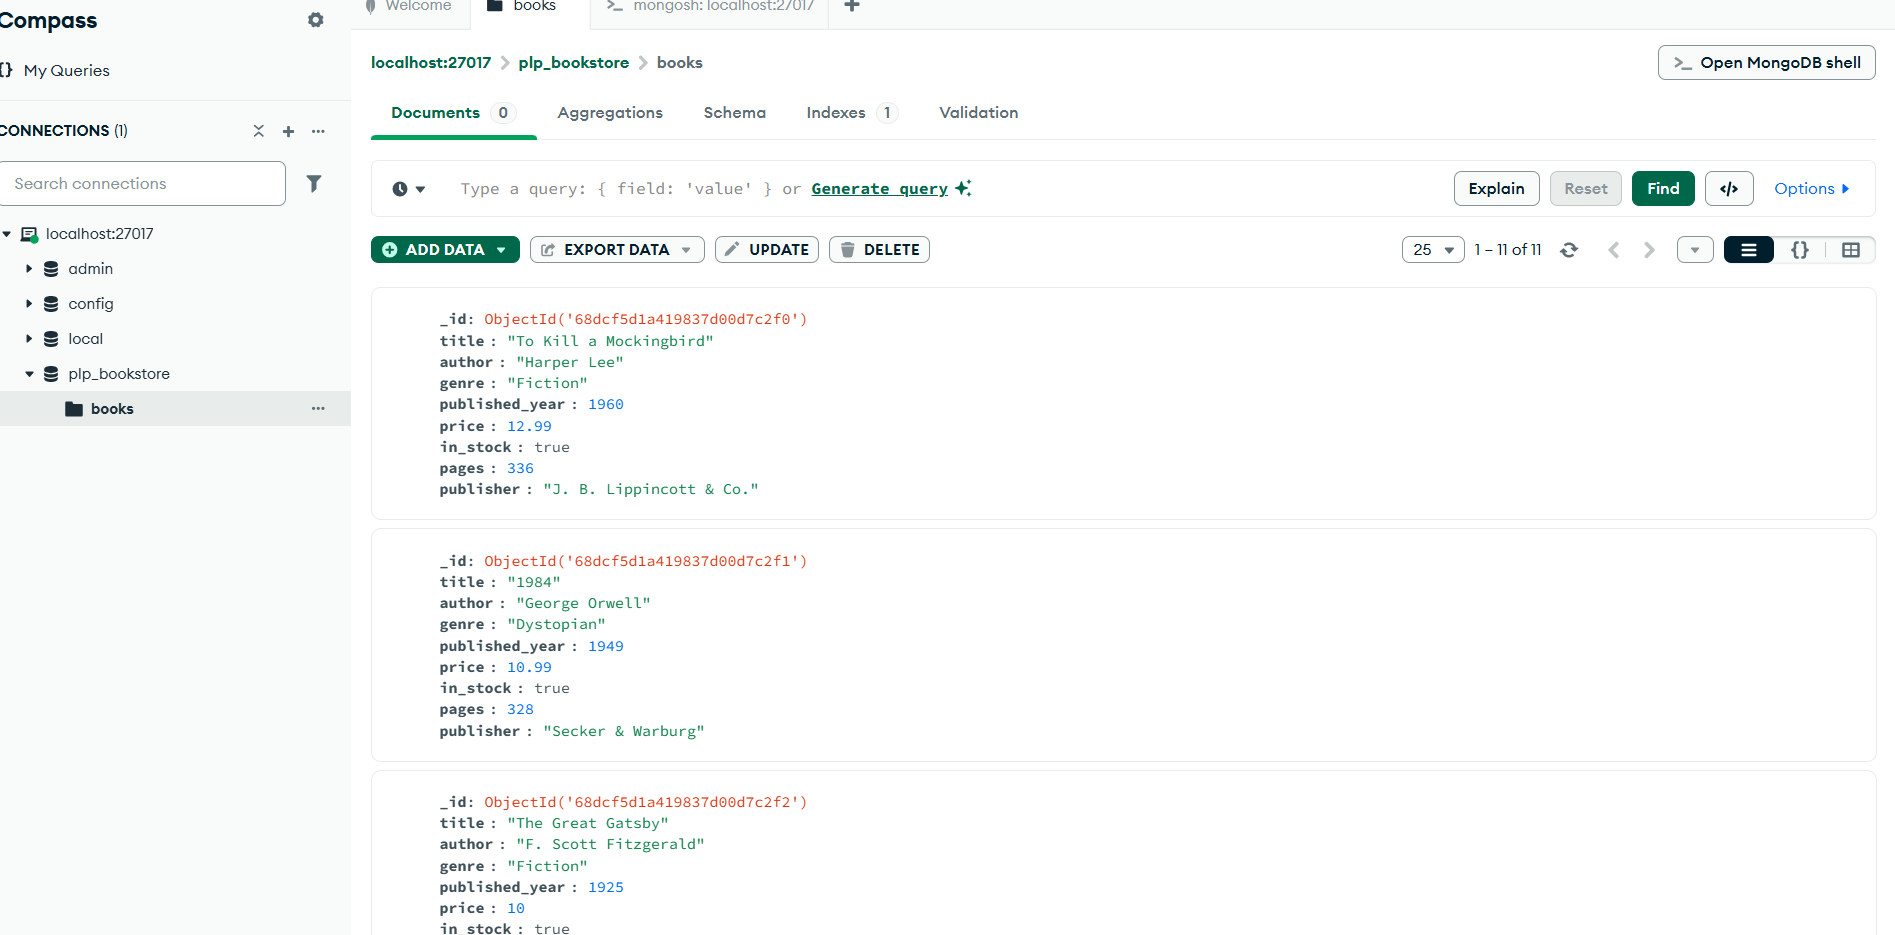 Compass
My Queries
CONNECTIONS (1)
Search connections
localhost:27017
admin
config
local
plp_bookstore
books
Welcome
books
mongosh: localhost:27017
localhost:27017 > plp_bookstore > books
>_ Open MongoDB shell
Documents 0
Aggregations
Schema
Indexes 1
Validation
Type a query: { field: 'value' } or Generate query
Explain
Reset
Find
</>
Options
ADD DATA
EXPORT DATA
UPDATE
DELETE
25
1 – 11 of 11
{}
_id: ObjectId('68dcf5d1a419837d00d7c2f0')
title : "To Kill a Mockingbird"
author : "Harper Lee"
genre : "Fiction"
published_year : 1960
price : 12.99
in_stock : true
pages : 336
publisher : "J. B. Lippincott & Co."
_id: ObjectId('68dcf5d1a419837d00d7c2f1')
title : "1984"
author : "George Orwell"
genre : "Dystopian"
published_year : 1949
price : 10.99
in_stock : true
pages : 328
publisher : "Secker & Warburg"
_id: ObjectId('68dcf5d1a419837d00d7c2f2')
title : "The Great Gatsby"
author : "F. Scott Fitzgerald"
genre : "Fiction"
published_year : 1925
price : 10
in_stock : true